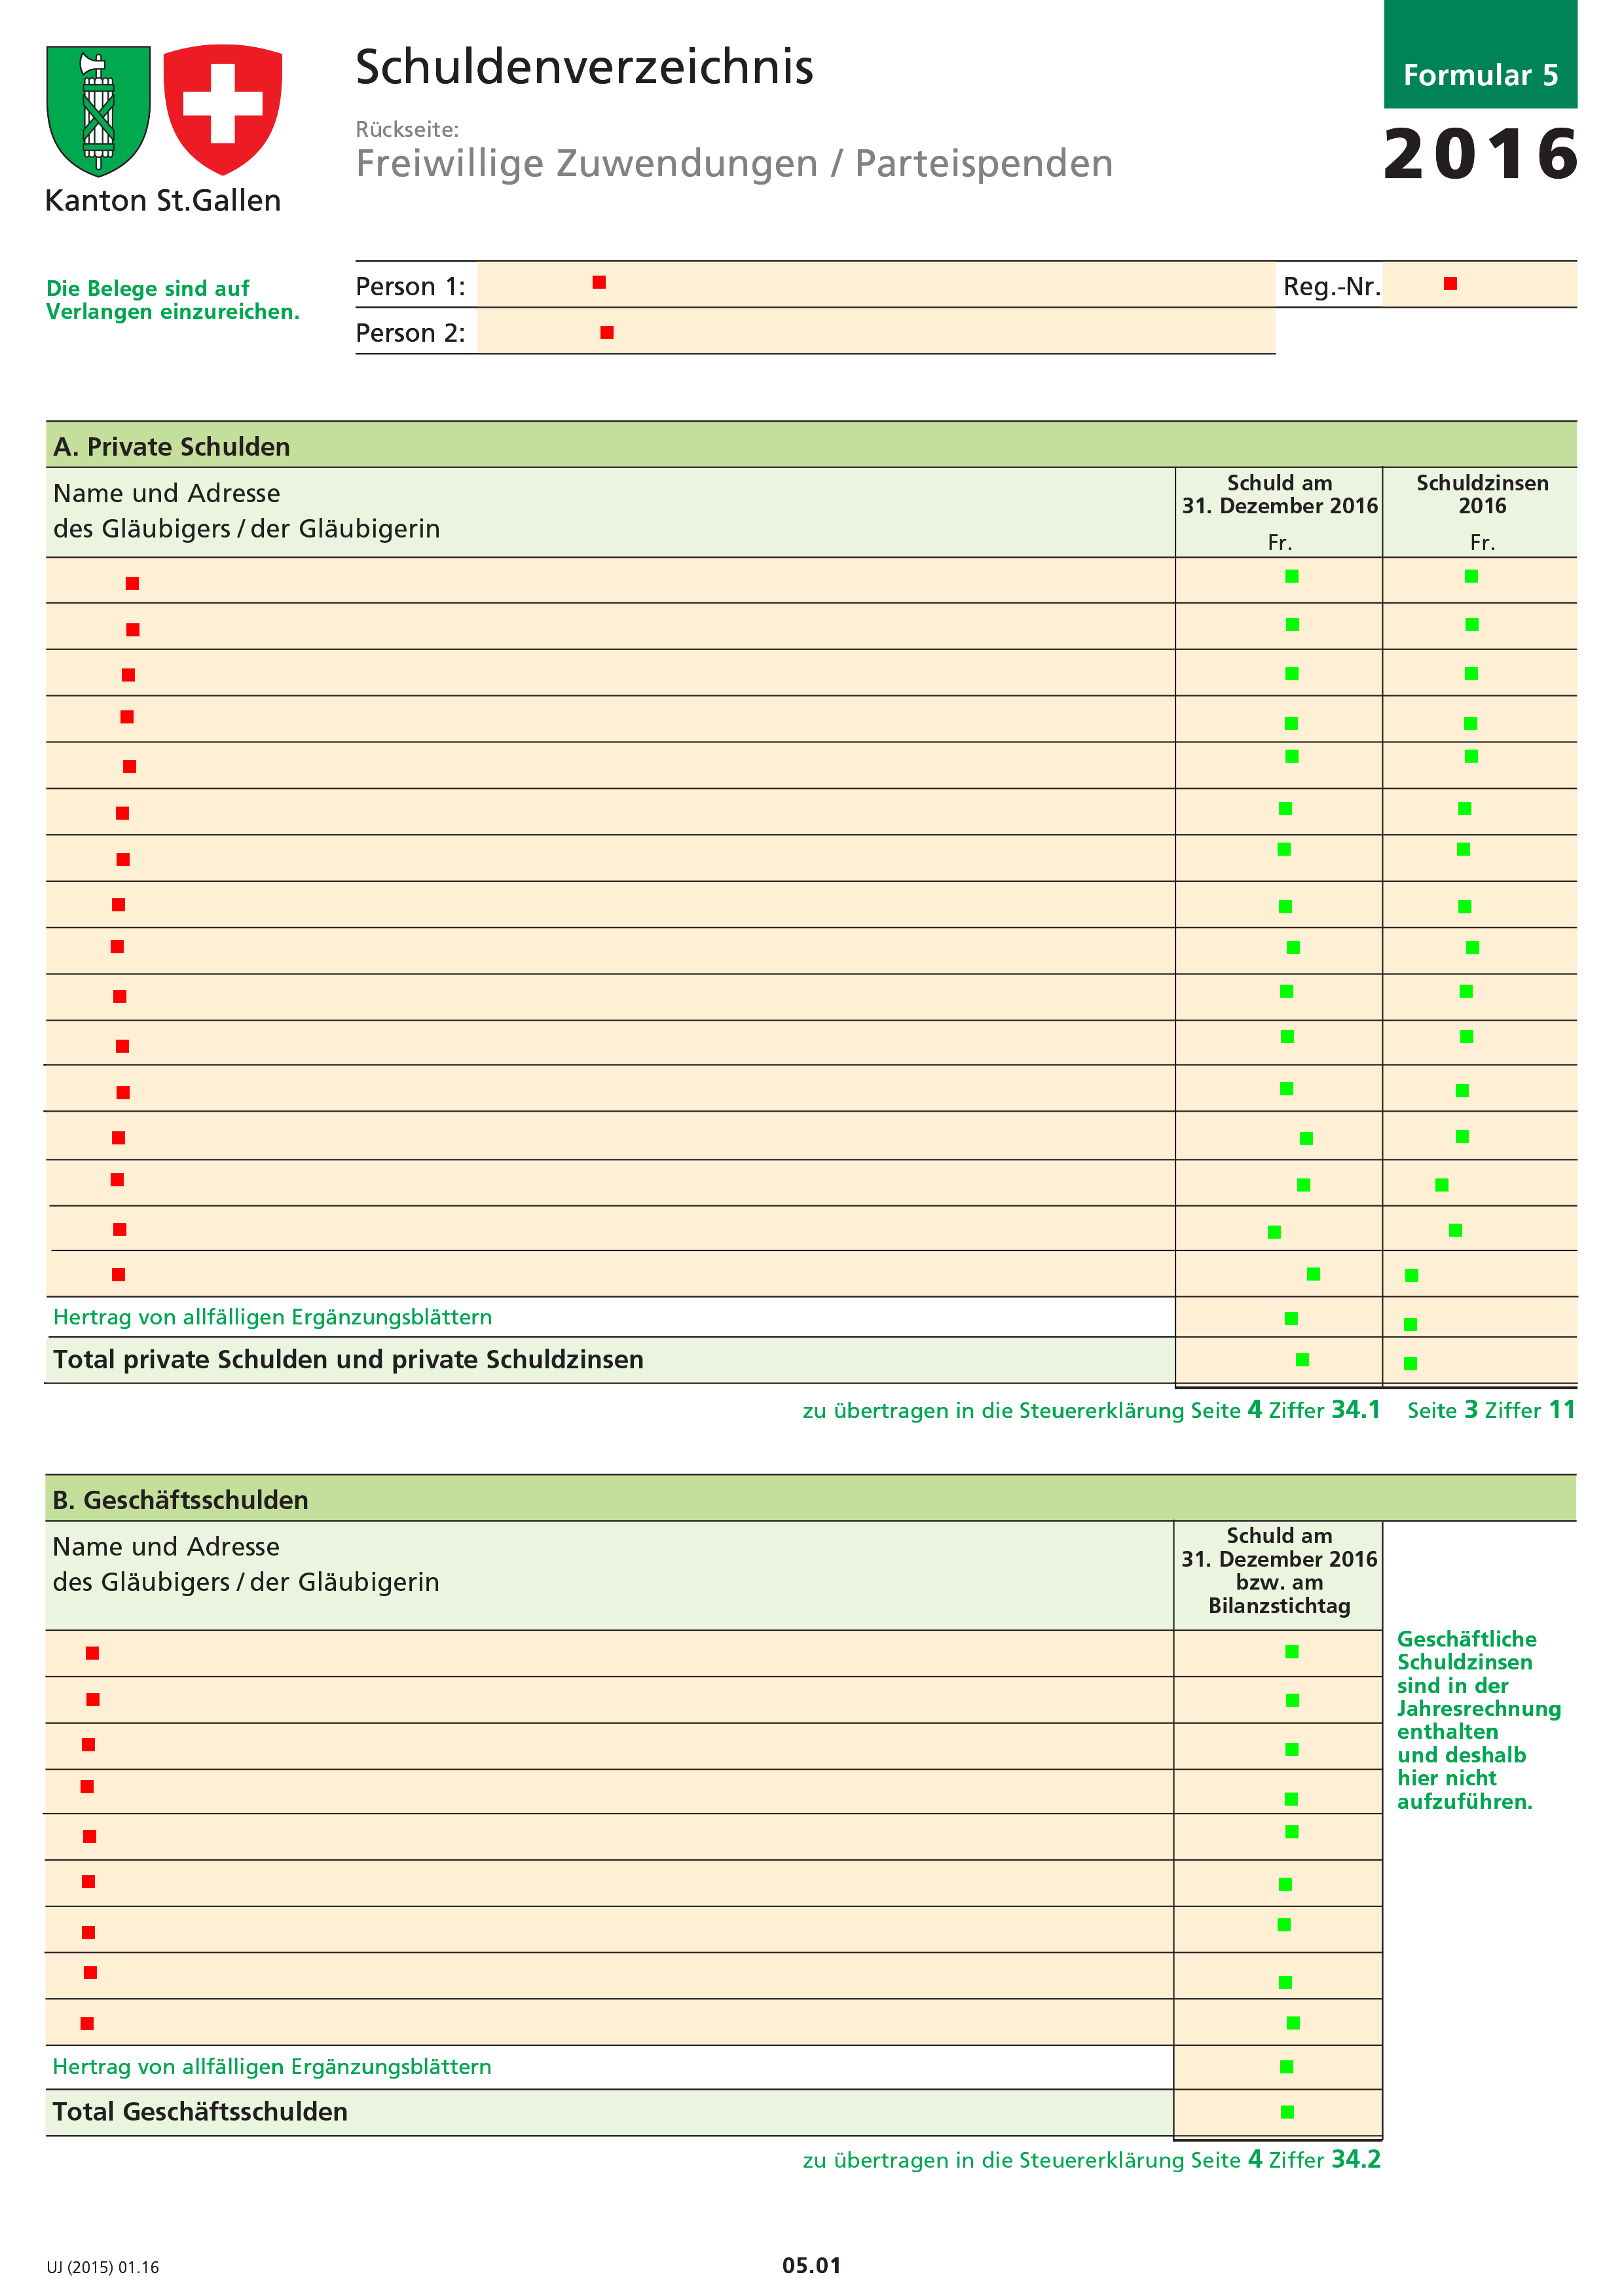 Kanton St.Gallen
Schuldenverzeichnis
Rückseite:
Freiwillige Zuwendungen / Parteispenden
Formular 5
2016
Die Belege sind auf
Verlangen einzureichen.
Person 1:
Reg.-Nr.
Person 2:
A. Private Schulden
Name und Adresse
des Gläubigers / der Gläubigerin
Schuld am
31. Dezember 2016
Fr.
Schuldzinsen
2016
Fr.
Hertrag von allfälligen Ergänzungsblättern
Total private Schulden und private Schuldzinsen
zu übertragen in die Steuererklärung Seite 4 Ziffer 34.1 Seite 3 Ziffer 11
B. Geschäftsschulden
Name und Adresse
des Gläubigers / der Gläubigerin
Schuld am
31. Dezember 2016
bzw. am
Bilanzstichtag
Geschäftliche
Schuldzinsen
sind in der
Jahresrechnung
enthalten
und deshalb
hier nicht
aufzuführen.
Hertrag von allfälligen Ergänzungsblättern
Total Geschäftsschulden
zu übertragen in die Steuererklärung Seite 4 Ziffer 34.2
UJ (2015) 01.16
05.01